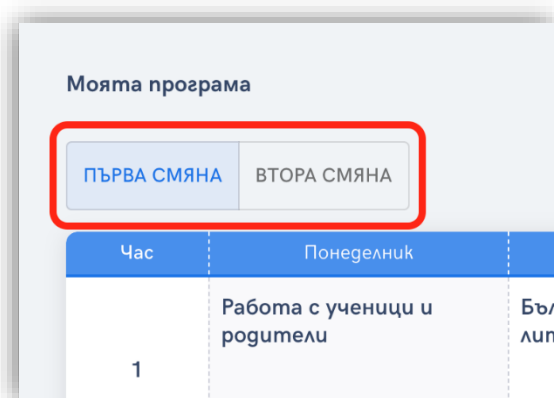 Моята програма
ПЪРВА СМЯНА ВТОРА СМЯНА
Час Понеделник
Работа с ученици и
родители
1